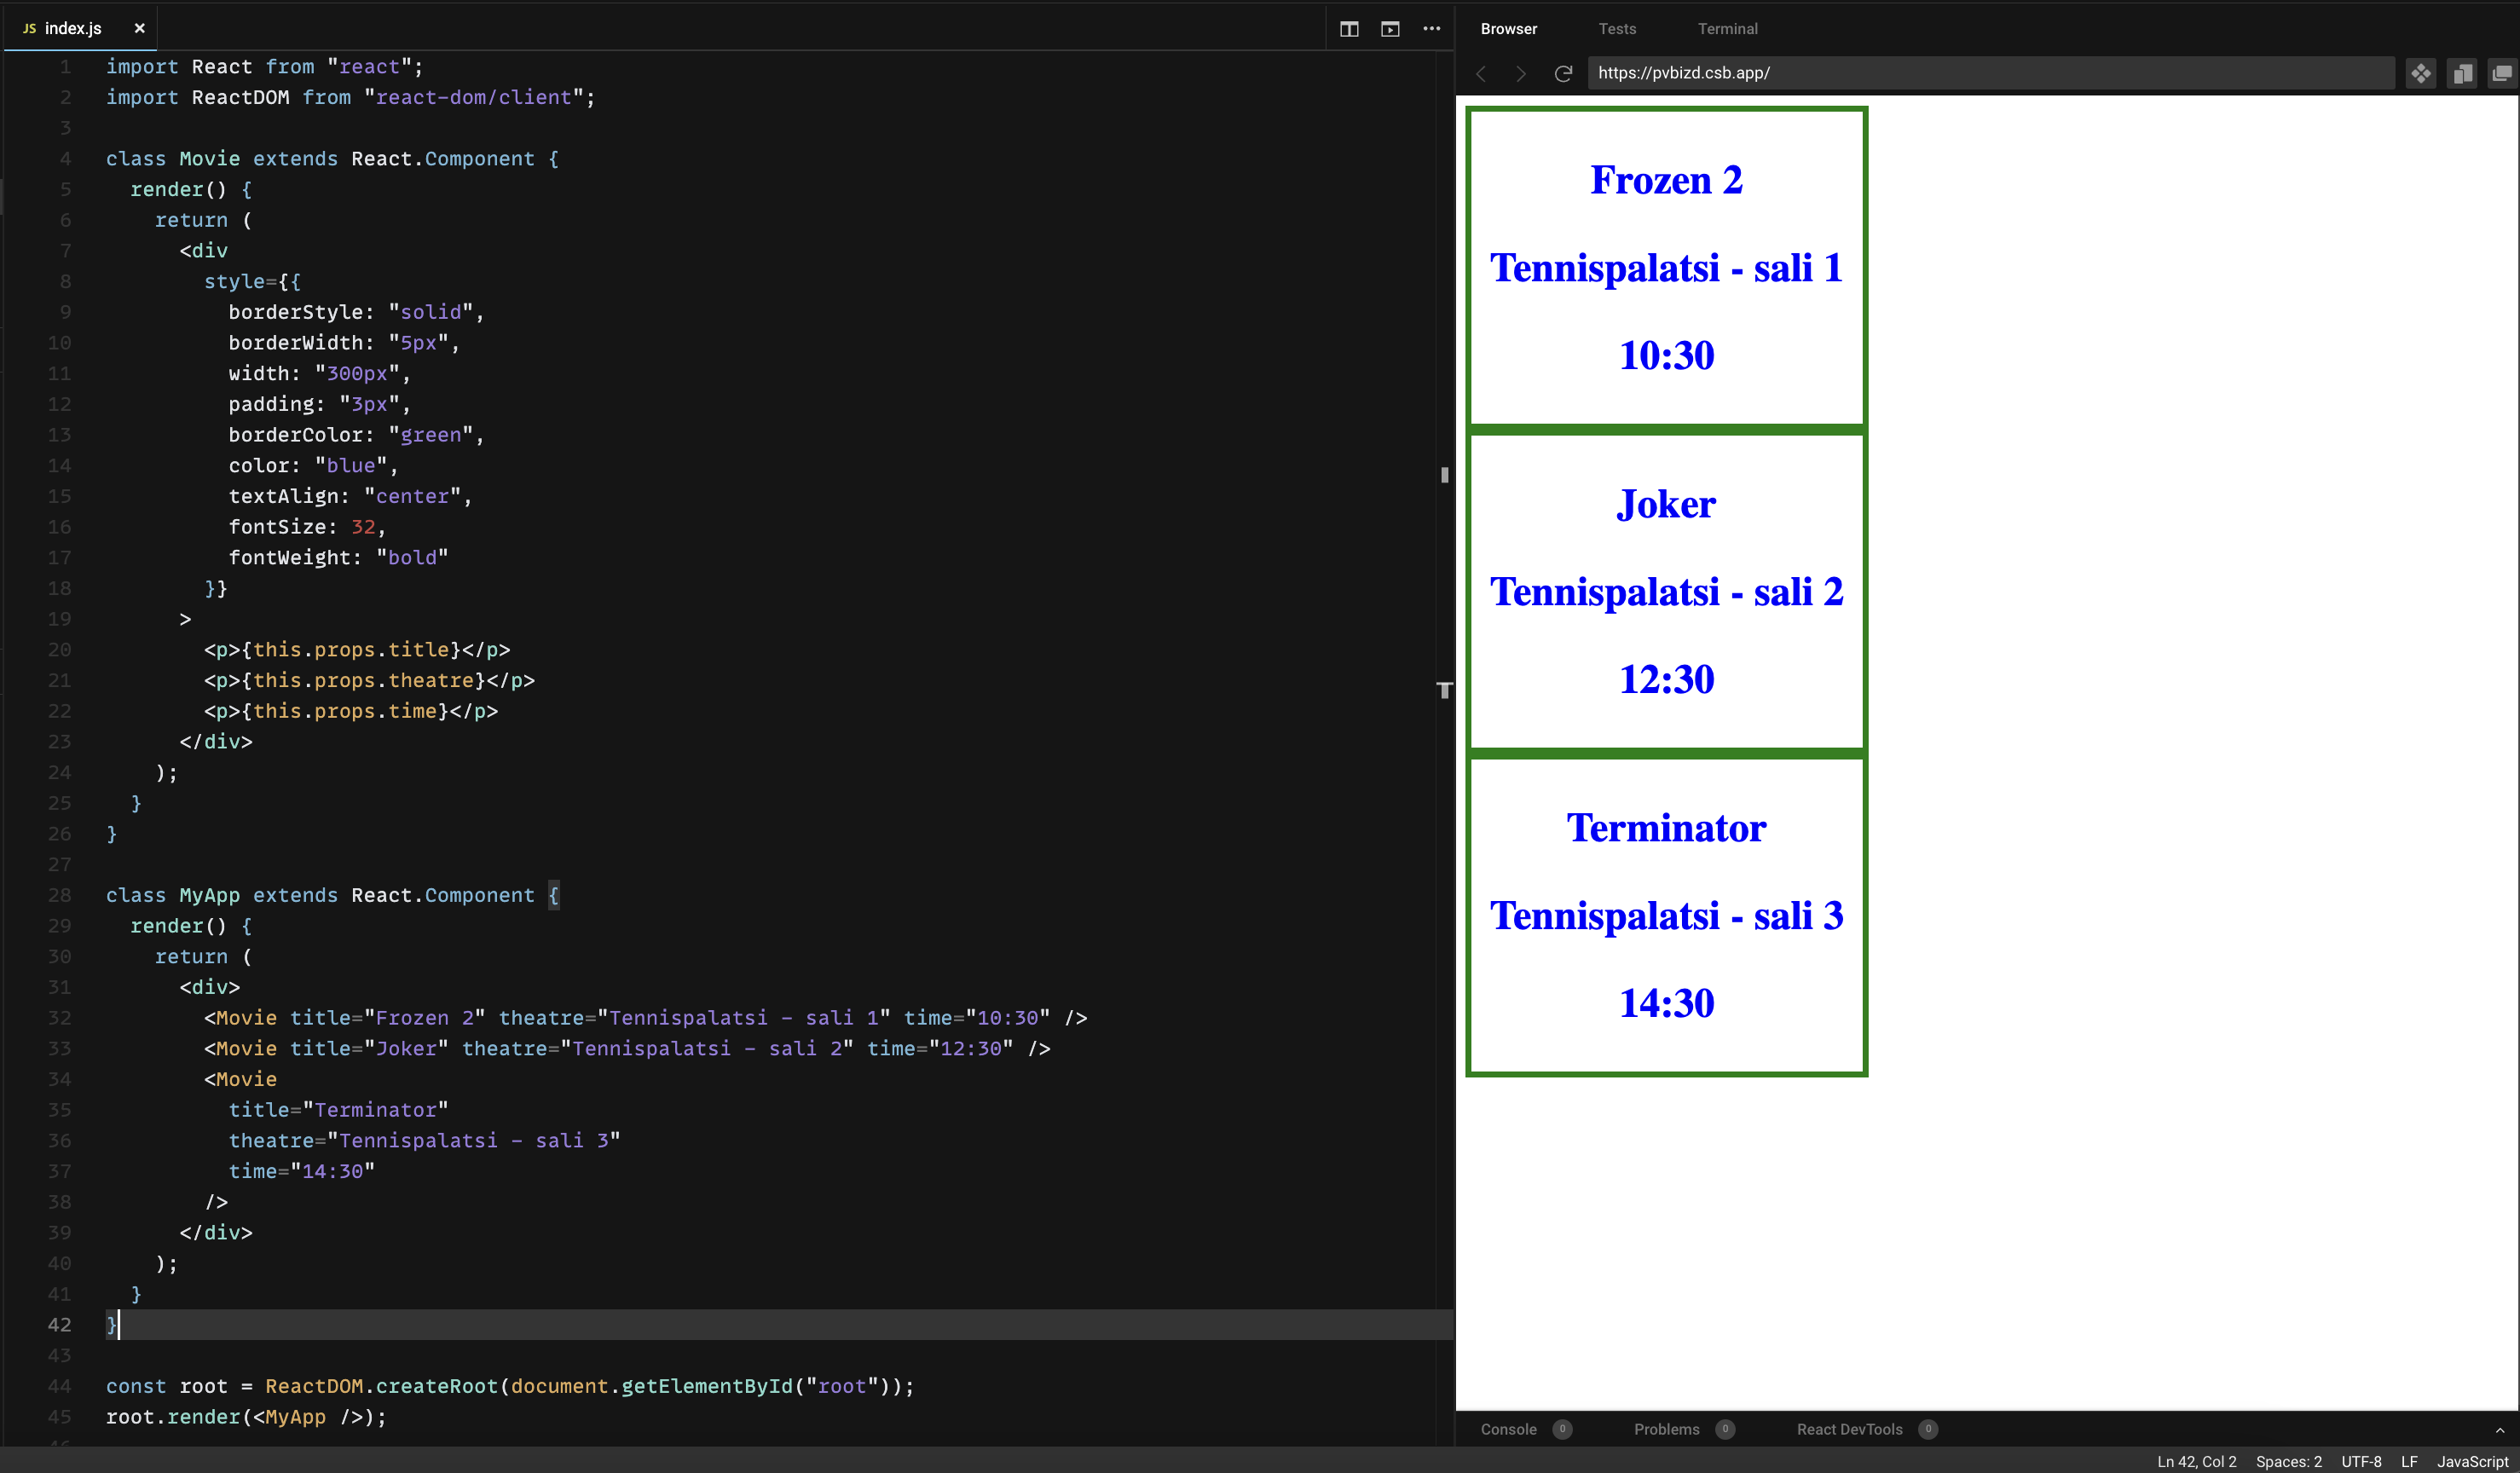 JS index.js ×
1 import React from "react";
2 import ReactDOM from "react-dom/client";
3
4 class Movie extends React.Component {
5 render() {
6 return (
7 <div
8 style={{
9 borderStyle: "solid",
10 borderWidth: "5px",
11 width: "300px",
12 padding: "3px",
13 borderColor: "green",
14 color: "blue",
15 textAlign: "center",
16 fontSize: 32,
17 fontWeight: "bold"
18 }}
19 >
20 <p>{this.props.title}</p>
21 <p>{this.props.theatre}</p>
22 <p>{this.props.time}</p>
23 </div>
24 );
25 }
26 }
27
28 class MyApp extends React.Component {
29 render() {
30 return (
31 <div>
32 <Movie title="Frozen 2" theatre="Tennispalatsi - sali 1" time="10:30" />
33 <Movie title="Joker" theatre="Tennispalatsi - sali 2" time="12:30" />
34 <Movie
35 title="Terminator"
36 theatre="Tennispalatsi - sali 3"
37 time="14:30"
38 />
39 </div>
40 );
41 }
42 }
43
44 const root = ReactDOM.createRoot(document.getElementById("root"));
45 root.render(<MyApp />);
46
Browser Tests Terminal
https://pvbizd.csb.app/
Frozen 2
Tennispalatsi - sali 1
10:30
Joker
Tennispalatsi - sali 2
12:30
Terminator
Tennispalatsi - sali 3
14:30
Console 0 Problems 0 React DevTools 0
Ln 42, Col 2 Spaces: 2 UTF-8 LF JavaScript